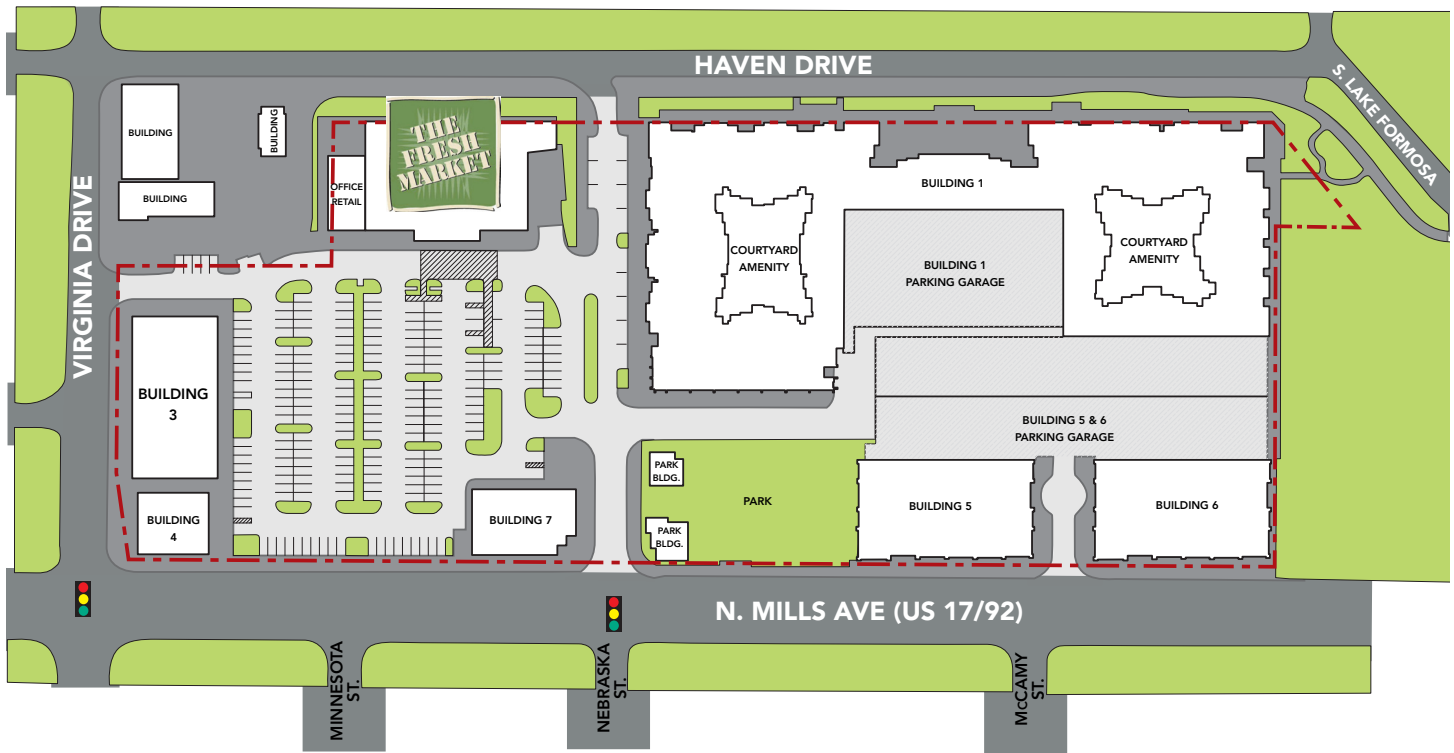 HAVEN DRIVE
S. LAKE FORMOSA
VIRGINIA DRIVE
BUILDING
BUILDING
BUILDING
THE
FRESH
MARKET
OFFICE
RETAIL
BUILDING 1
COURTYARD
AMENITY
COURTYARD
AMENITY
BUILDING 1
PARKING GARAGE
BUILDING
3
BUILDING 5 & 6
PARKING GARAGE
PARK
BLDG.
PARK
BUILDING 5
BUILDING 6
BUILDING
4
BUILDING 7
PARK
BLDG.
N. MILLS AVE (US 17/92)
MINNESOTA
ST.
NEBRASKA
ST.
McCAMY
ST.